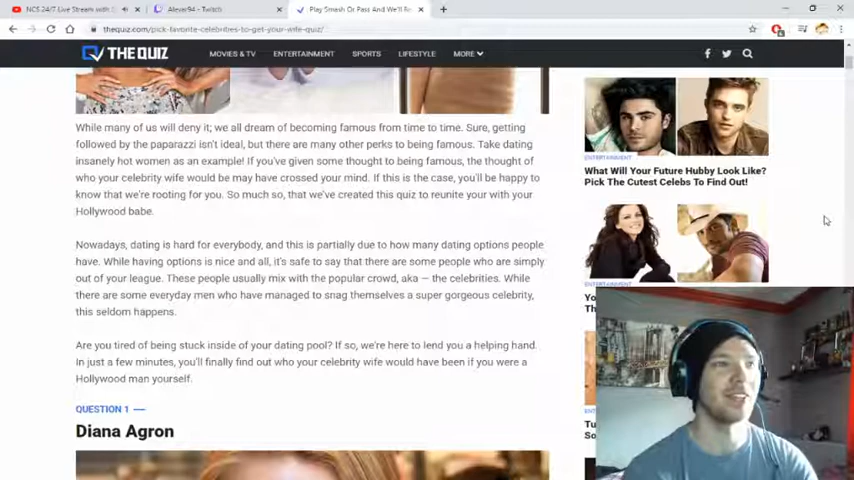 NCS 24/7 Live Stream with
Alevar94 - Twitch
Play Smash Or Pass And We'll Re
thequiz.com/pick-favorite-celebrities-to-get-your-wife-quiz/
THEQUIZ
MOVIES & TV
ENTERTAINMENT
SPORTS
LIFESTYLE
MORE
While many of us will deny it; we all dream of becoming famous from time to time. Sure, getting
followed by the paparazzi isn't ideal, but there are many other perks to being famous. Take dating
insanely hot women as an example! If you've given some thought to being famous, the thought of
who your celebrity wife would be may have crossed your mind. If this is the case, you'll be happy to
know that we're rooting for you. So much so, that we've created this quiz to reunite your with your
Hollywood babe.
Nowadays, dating is hard for everybody, and this is partially due to how many dating options people
have. While having options is nice and all, it's safe to say that there are some people who are simply
out of your league. These people usually mix with the popular crowd, aka — the celebrities. While
there are some everyday men who have managed to snag themselves a super gorgeous celebrity,
this seldom happens.
Are you tired of being stuck inside of your dating pool? If so, we're here to lend you a helping hand.
In just a few minutes, you'll finally find out who your celebrity wife would have been if you were a
Hollywood man yourself.
QUESTION 1
Diana Agron
ENTERTAINMENT
What Will Your Future Hubby Look Like?
Pick The Cutest Celebs To Find Out!
ENTERTAINMENT
Yo
Th
ENT
Tu
So